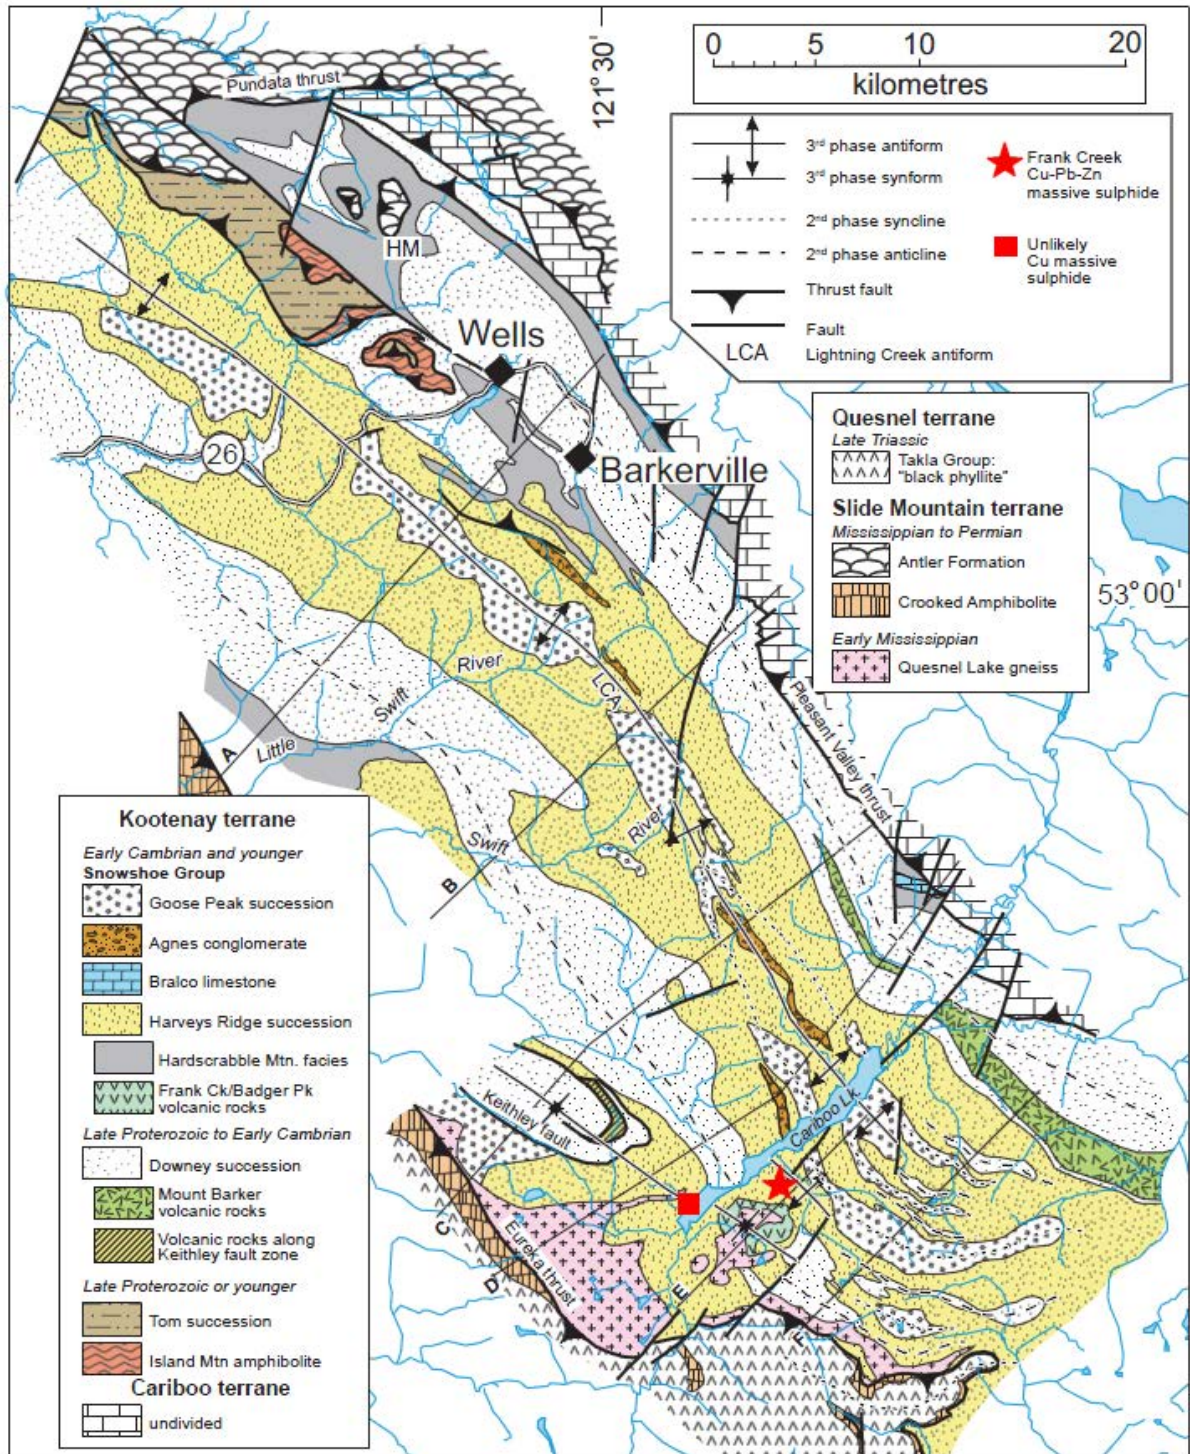 Pundata thrust
121°30'
0 5 10 20
kilometres
3rd phase antiform
3rd phase synform
2nd phase syncline
2nd phase anticline
Thrust fault
Fault
LCA Lightning Creek antiform
Frank Creek
Cu-Pb-Zn
massive sulphide
Unlikely
Cu massive
sulphide
HM
Wells
26
Barkerville
Quesnel terrane
Late Triassic
Takla Group:
"black phyllite"
Slide Mountain terrane
Mississippian to Permian
Antler Formation
Crooked Amphibolite
Early Mississippian
Quesnel Lake gneiss
53°00'
River
Swift
LCA
Little
A
Pleasant Valley thrust
River
Swift
B
Kootenay terrane
Early Cambrian and younger
Snowshoe Group
Goose Peak succession
Agnes conglomerate
Bralco limestone
Harveys Ridge succession
Hardscrabble Mtn. facies
Frank Ck/Badger Pk
volcanic rocks
Late Proterozoic to Early Cambrian
Downey succession
Mount Barker
volcanic rocks
Volcanic rocks along
Keithley fault zone
Late Proterozoic or younger
Tom succession
Island Mtn amphibolite
Cariboo terrane
undivided
Keithley fault
Cariboo Lk.
C
D
Eureka thrust
E
F